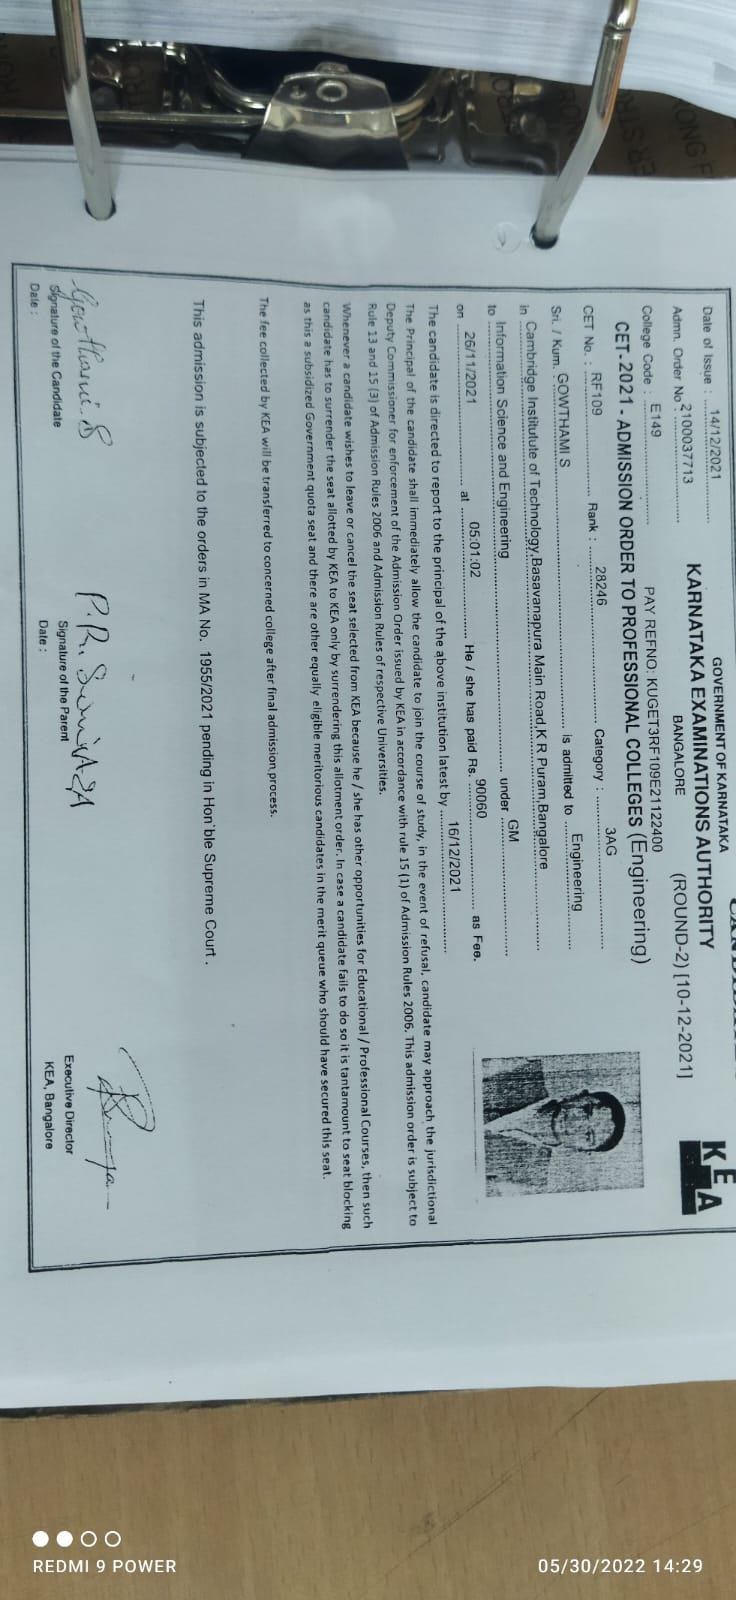 GOVERNMENT OF KARNATAKA
KARNATAKA EXAMINATIONS AUTHORITY
BANGALORE (ROUND-2) [10-12-2021]
KEA
Date of Issue : 14/12/2021
Admn. Order No 2100037713
College Code : E149 PAY REFNO: KUGET3RF109E21122400
CET-2021 - ADMISSION ORDER TO PROFESSIONAL COLLEGES (Engineering)
CET No. : RF109 Rank : 28246 Category : 3AG
Sri. / Kum. GOWTHAMI S is admitted to Engineering
in Cambridge Institutute of Technology,Basavanapura Main Road,K R Puram,Bangalore
to Information Science and Engineering under GM
on 26/11/2021 at 05:01:02 He / she has paid Rs. 90060 as Fee.
The candidate is directed to report to the principal of the above institution latest by 16/12/2021
The Principal of the candidate shall immediately allow the candidate to join the course of study, in the event of refusal, candidate may approach the jurisdictional
Deputy Commissioner for enforcement of the Admission Order issued by KEA in accordance with rule 15 (1) of Admission Rules 2006. This admission order is subject to
Rule 13 and 15 (3) of Admission Rules 2006 and Admission Rules of respective Universities.
Whenever a candidate wishes to leave or cancel the seat selected from KEA because he / she has other opportunities for Educational / Professional Courses, then such
candidate has to surrender the seat allotted by KEA to KEA only by surrendering this allotment order. In case a candidate fails to do so it is tantamount to seat blocking
as this a subsidized Government quota seat and there are other equally eligible meritorious candidates in the merit queue who should have secured this seat.
The fee collected by KEA will be transferred to concerned college after final admission process.
This admission is subjected to the orders in MA No. 1955/2021 pending in Hon'ble Supreme Court .
Gowthami. S
Signature of the Candidate
Date :
Signature of the Parent
Date :
Executive Director
KEA, Bangalore
REDMI 9 POWER
05/30/2022 14:29